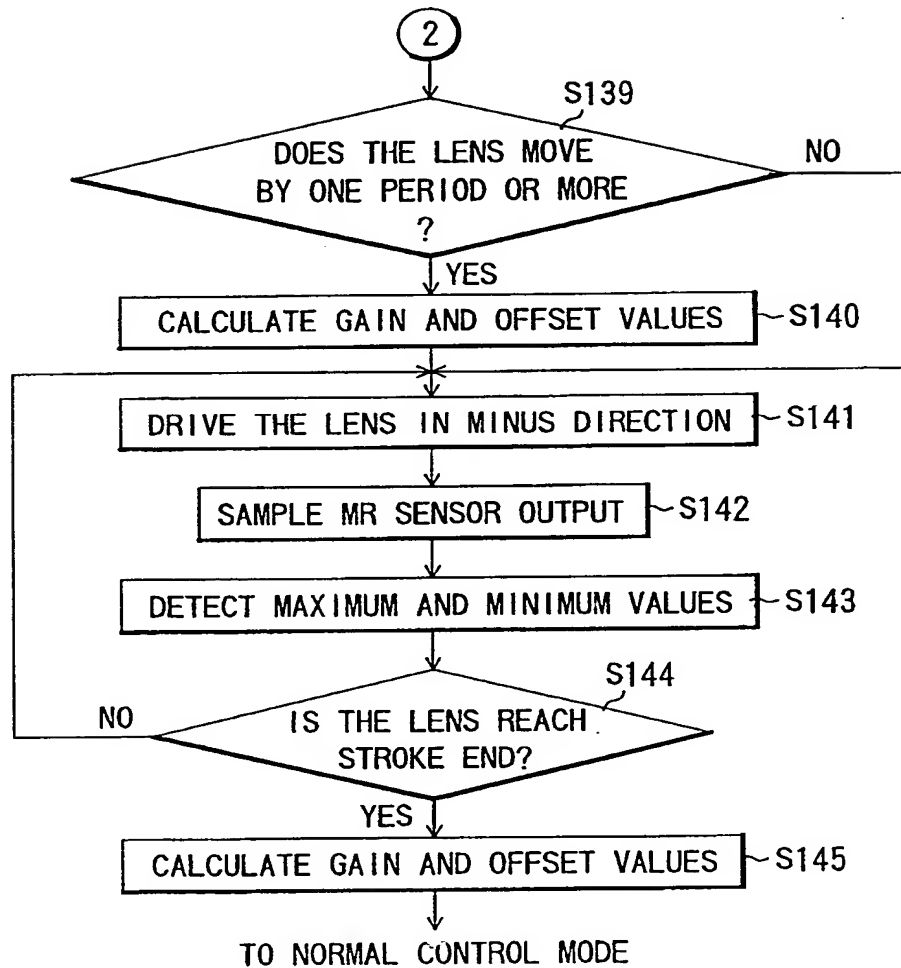 2
S139
DOES THE LENS MOVE
BY ONE PERIOD OR MORE
?
NO
YES
CALCULATE GAIN AND OFFSET VALUES
S140
DRIVE THE LENS IN MINUS DIRECTION
S141
SAMPLE MR SENSOR OUTPUT
S142
DETECT MAXIMUM AND MINIMUM VALUES
S143
S144
NO
IS THE LENS REACH
STROKE END?
YES
CALCULATE GAIN AND OFFSET VALUES
S145
TO NORMAL CONTROL MODE